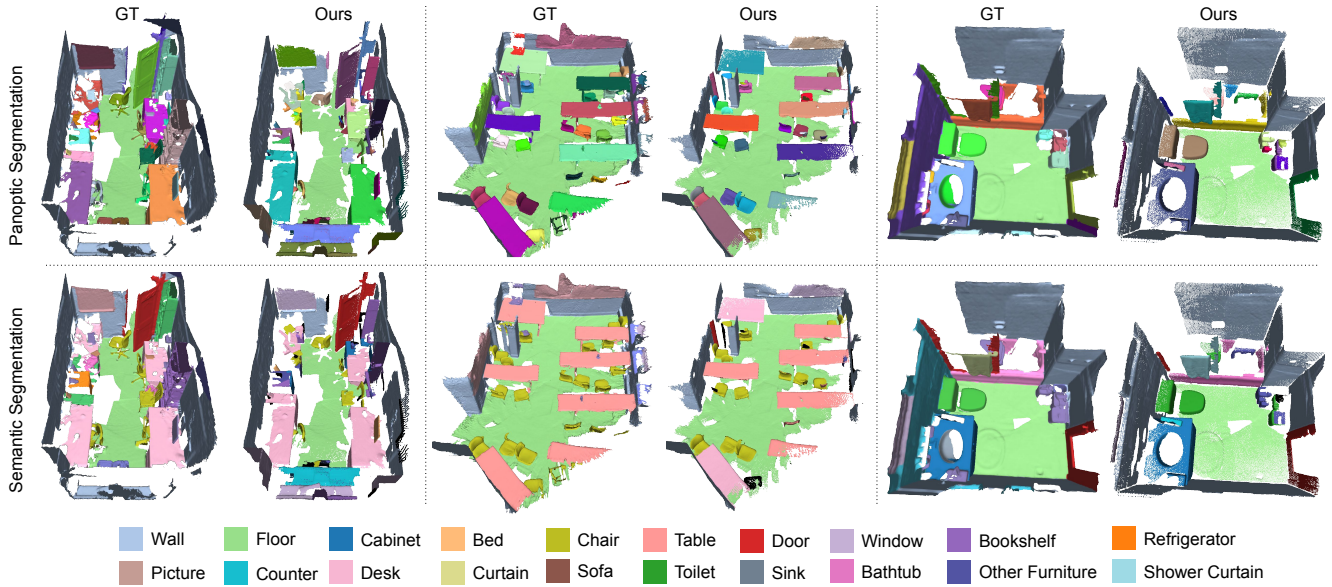 GT Ours GT Ours GT Ours
Panoptic Segmentation
Semantic Segmentation
Wall Floor Cabinet Bed Chair Table Door Window Bookshelf Refrigerator
Picture Counter Desk Curtain Sofa Toilet Sink Bathtub Other Furniture Shower Curtain